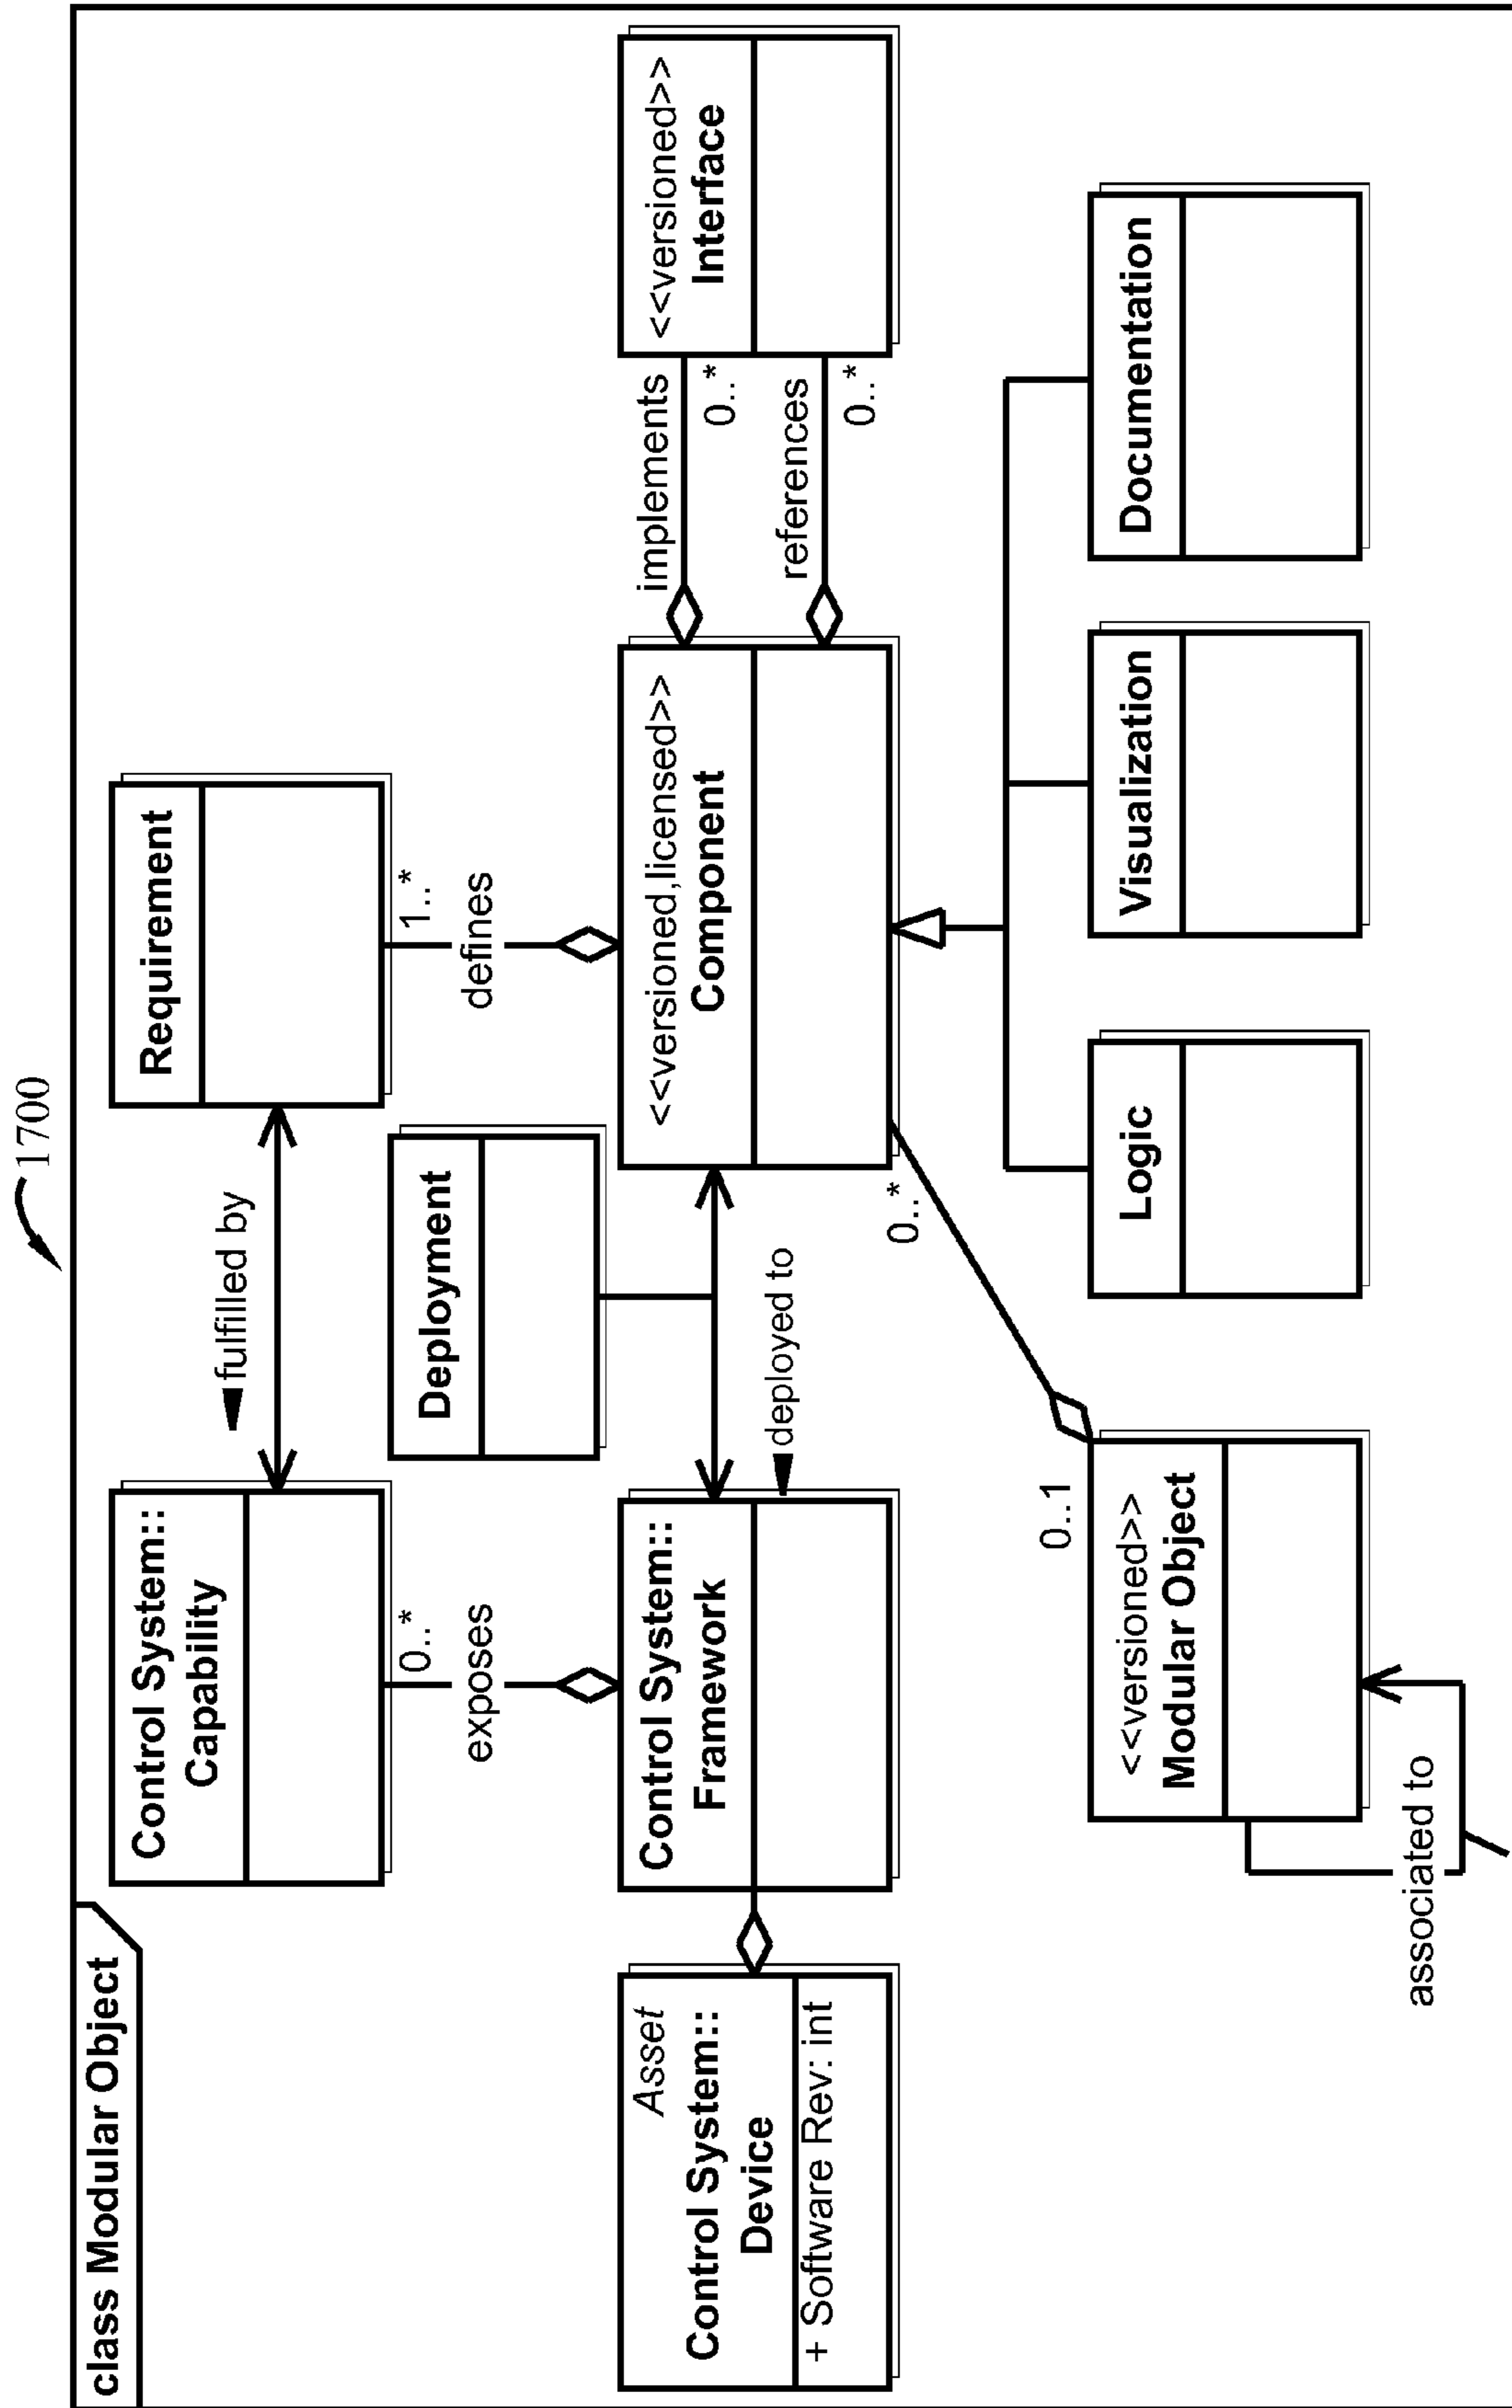 1700
class Modular Object
Control System::
Capability
fulfilled by
Requirement
0..*
exposes
1..*
defines
Deployment
Asset
Control System::
Device
+ Software Rev: int
Control System::
Framework
deployed to
<<versioned,licensed>>
Component
implements
0..*
references
0..*
<<versioned>>
Interface
0..*
0..1
<<versioned>>
Modular Object
associated to
Logic
Visualization
Documentation